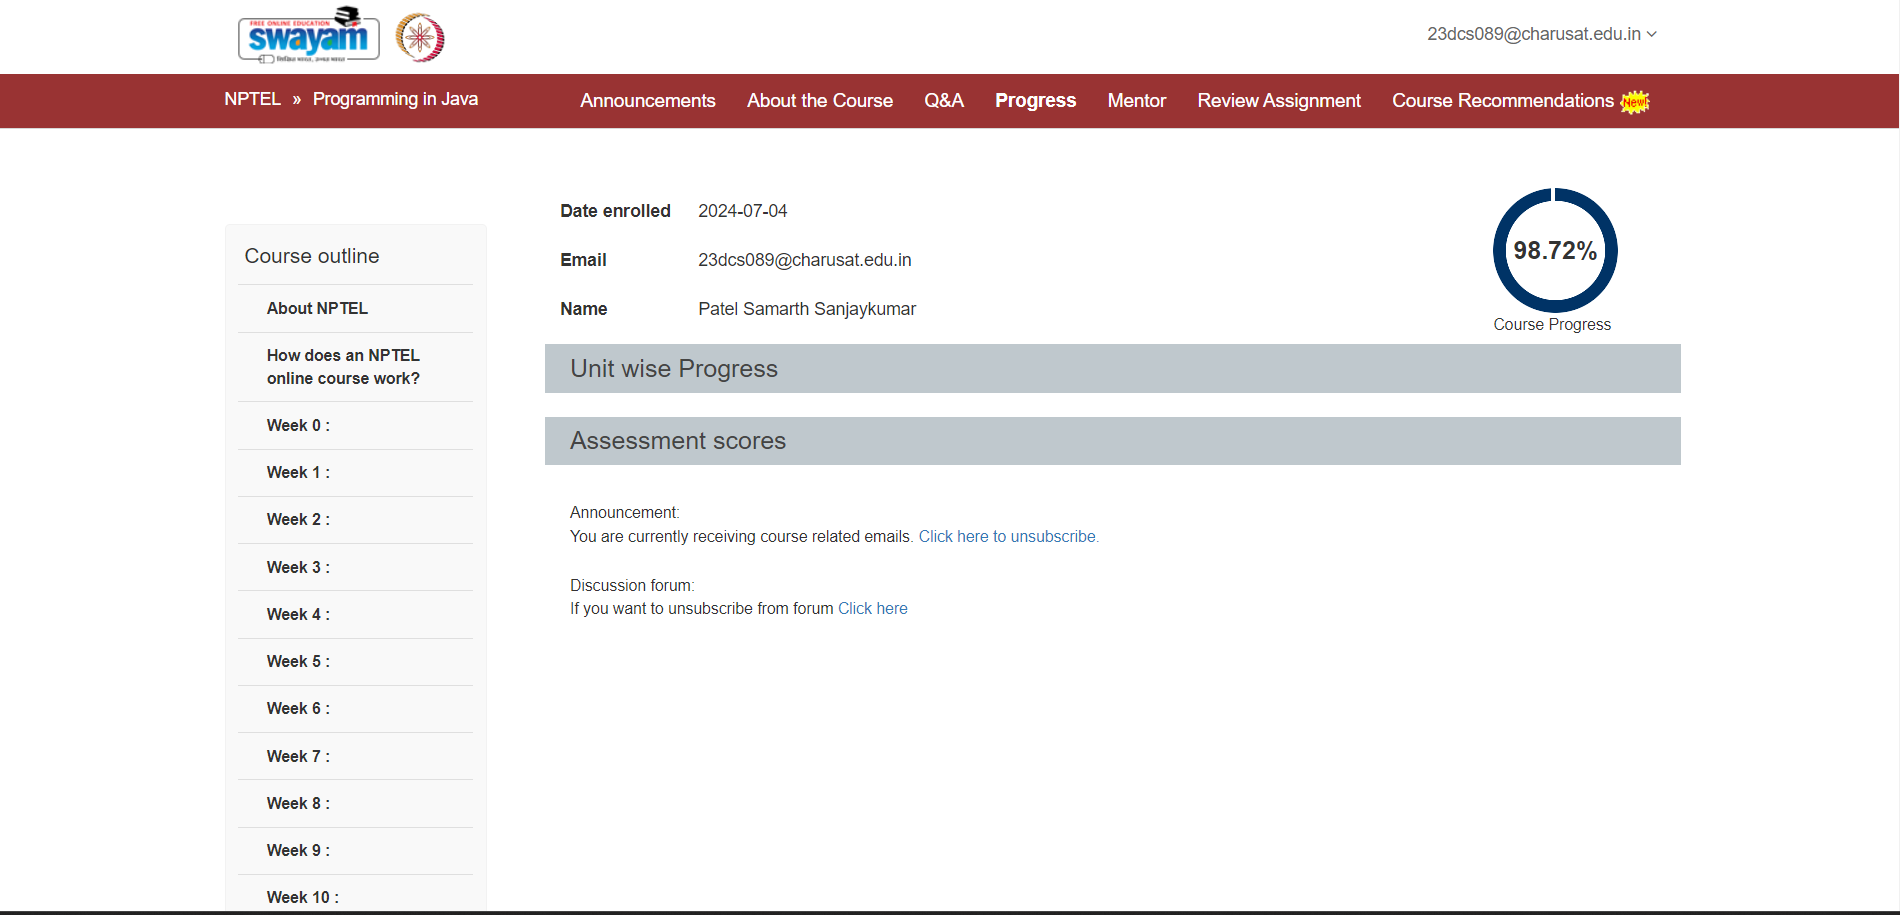 FREE ONLINE EDUCATION
swayam
23dcs089@charusat.edu.in
NPTEL » Programming in Java
Announcements
About the Course
Q&A
Progress
Mentor
Review Assignment
Course Recommendations
New!
Course outline
About NPTEL
How does an NPTEL
online course work?
Week 0 :
Week 1 :
Week 2 :
Week 3 :
Week 4 :
Week 5 :
Week 6 :
Week 7 :
Week 8 :
Week 9 :
Week 10 :
Date enrolled 2024-07-04
Email 23dcs089@charusat.edu.in
Name Patel Samarth Sanjaykumar
98.72%
Course Progress
Unit wise Progress
Assessment scores
Announcement:
You are currently receiving course related emails. Click here to unsubscribe.
Discussion forum:
If you want to unsubscribe from forum Click here